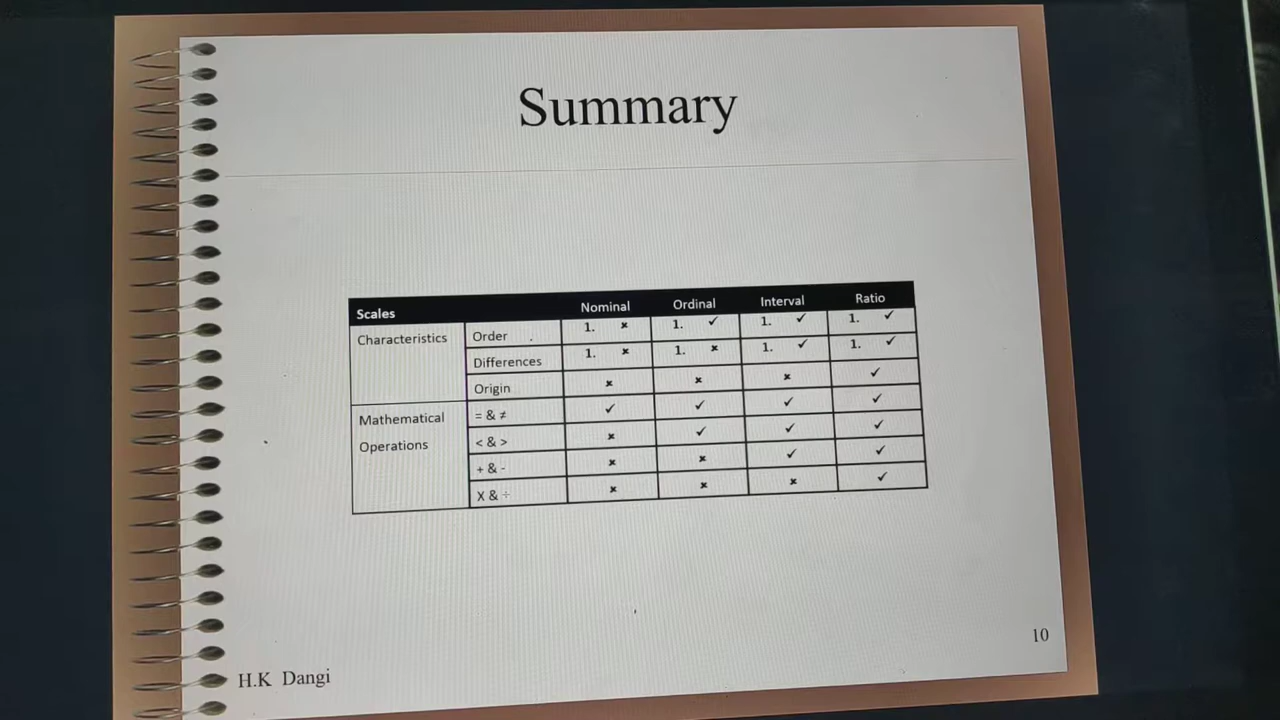 Summary
Scales Nominal Ordinal Interval Ratio
Characteristics Order 1. × 1. ✓ 1. ✓ 1. ✓
Differences 1. × 1. × 1. ✓ 1. ✓
Origin × × × ✓
Mathematical Operations = & ≠ ✓ ✓ ✓ ✓
< & > × ✓ ✓ ✓
+ & - × × ✓ ✓
X & ÷ × × × ✓
H.K Dangi
10